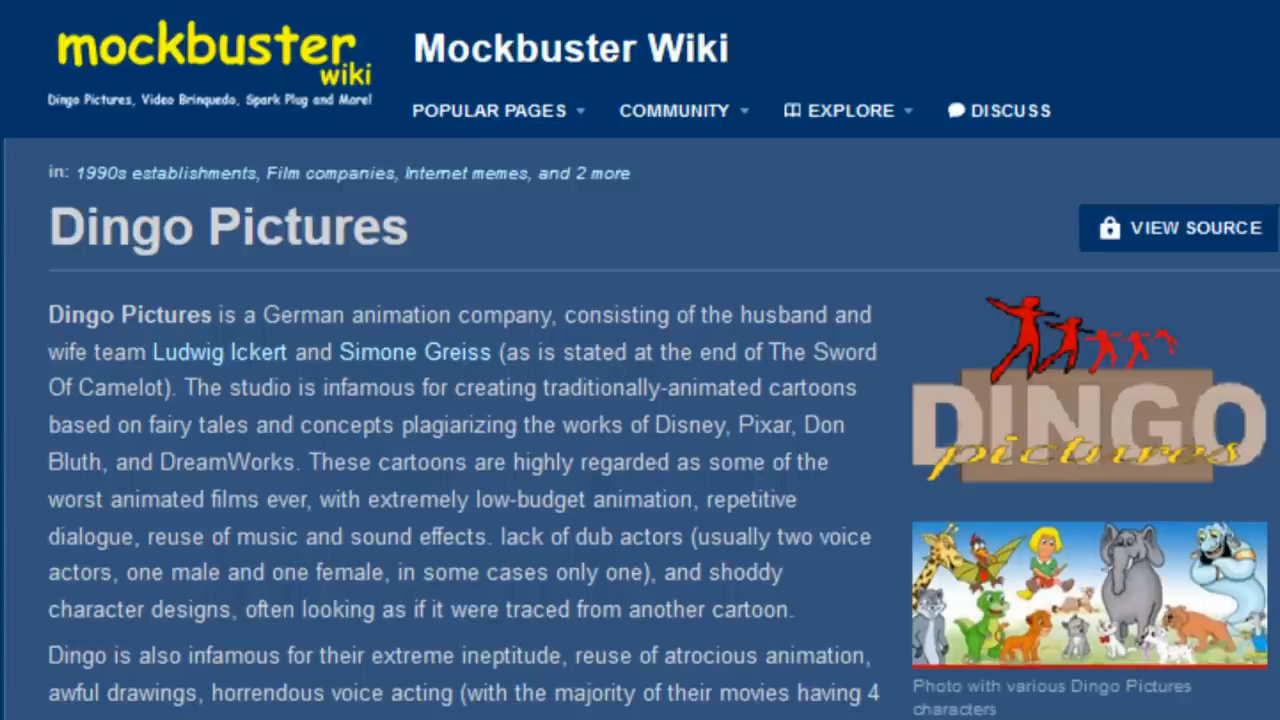 mockbuster
wiki
Dingo Pictures, Video Brinquedo, Spark Plug and More!
Mockbuster Wiki
POPULAR PAGES COMMUNITY EXPLORE DISCUSS
in: 1990s establishments, Film companies, Internet memes, and 2 more
Dingo Pictures
VIEW SOURCE
Dingo Pictures is a German animation company, consisting of the husband and
wife team Ludwig Ickert and Simone Greiss (as is stated at the end of The Sword
Of Camelot). The studio is infamous for creating traditionally-animated cartoons
based on fairy tales and concepts plagiarizing the works of Disney, Pixar, Don
Bluth, and DreamWorks. These cartoons are highly regarded as some of the
worst animated films ever, with extremely low-budget animation, repetitive
dialogue, reuse of music and sound effects. lack of dub actors (usually two voice
actors, one male and one female, in some cases only one), and shoddy
character designs, often looking as if it were traced from another cartoon.
Dingo is also infamous for their extreme ineptitude, reuse of atrocious animation,
awful drawings, horrendous voice acting (with the majority of their movies having 4
DINGO
pictures
Photo with various Dingo Pictures
characters